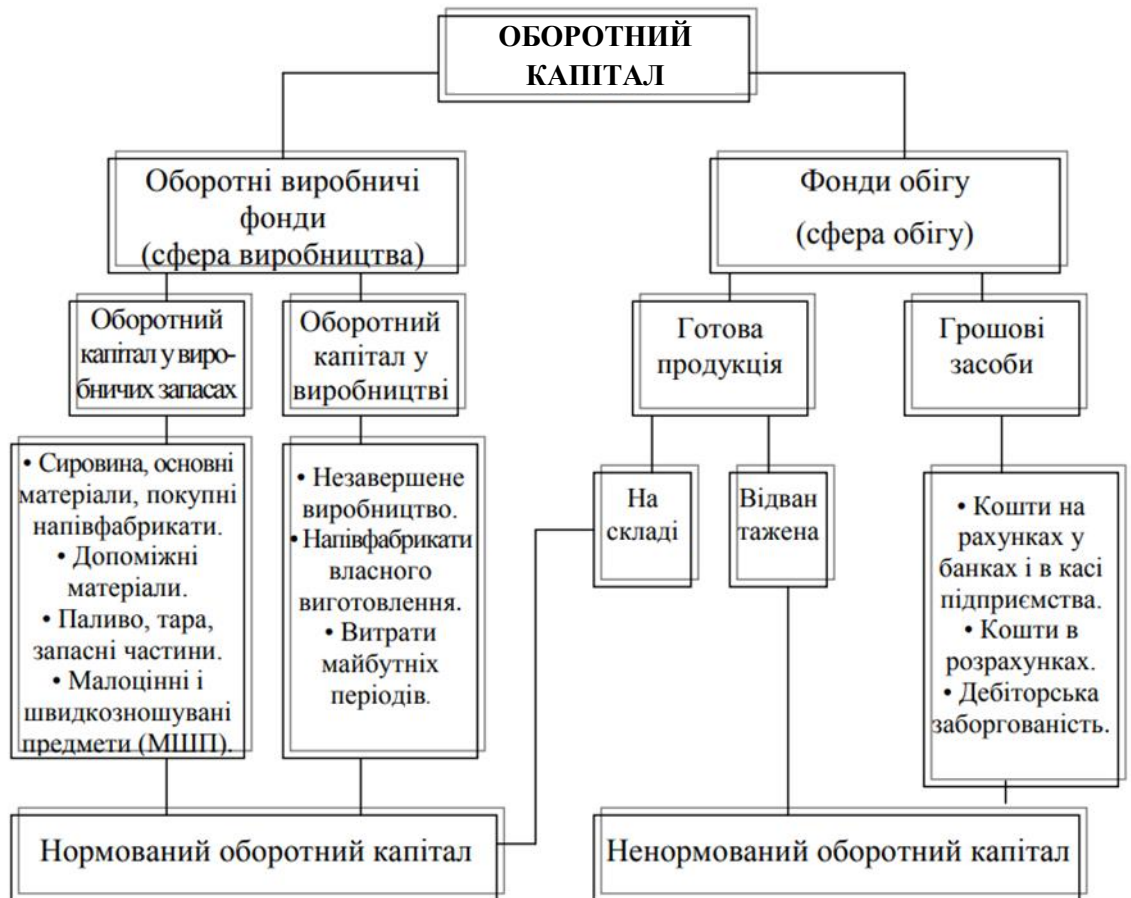 ОБОРОТНИЙ
КАПІТАЛ
Оборотні виробничі
фонди
(сфера виробництва)
Фонди обігу
(сфера обігу)
Оборотний
капітал у виро-
бничих запасах
Оборотний
капітал у
виробництві
Готова
продукція
Грошові
засоби
• Сировина, основні
матеріали, покупні
напівфабрикати.
• Допоміжні
матеріали.
• Паливо, тара,
запасні частини.
• Малоцінні і
швидкозношувані
предмети (МШП).
• Незавершене
виробництво.
• Напівфабрикати
власного
виготовлення.
• Витрати
майбутніх
періодів.
На
складі
Відван
тажена
• Кошти на
рахунках у
банках і в касі
підприємства.
• Кошти в
розрахунках.
• Дебіторська
заборгованість.
Нормований оборотний капітал
Ненормований оборотний капітал